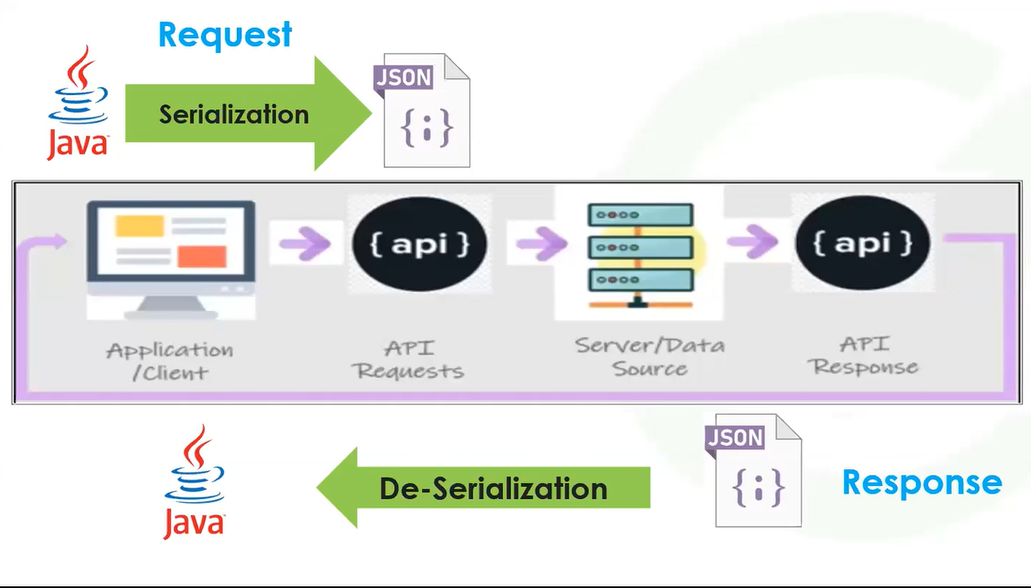 Request
Java
Serialization
JSON
{;}
{ api }
{ api }
Application
/Client
API
Requests
Server/Data
Source
API
Response
Java
De-Serialization
JSON
{;}
Response